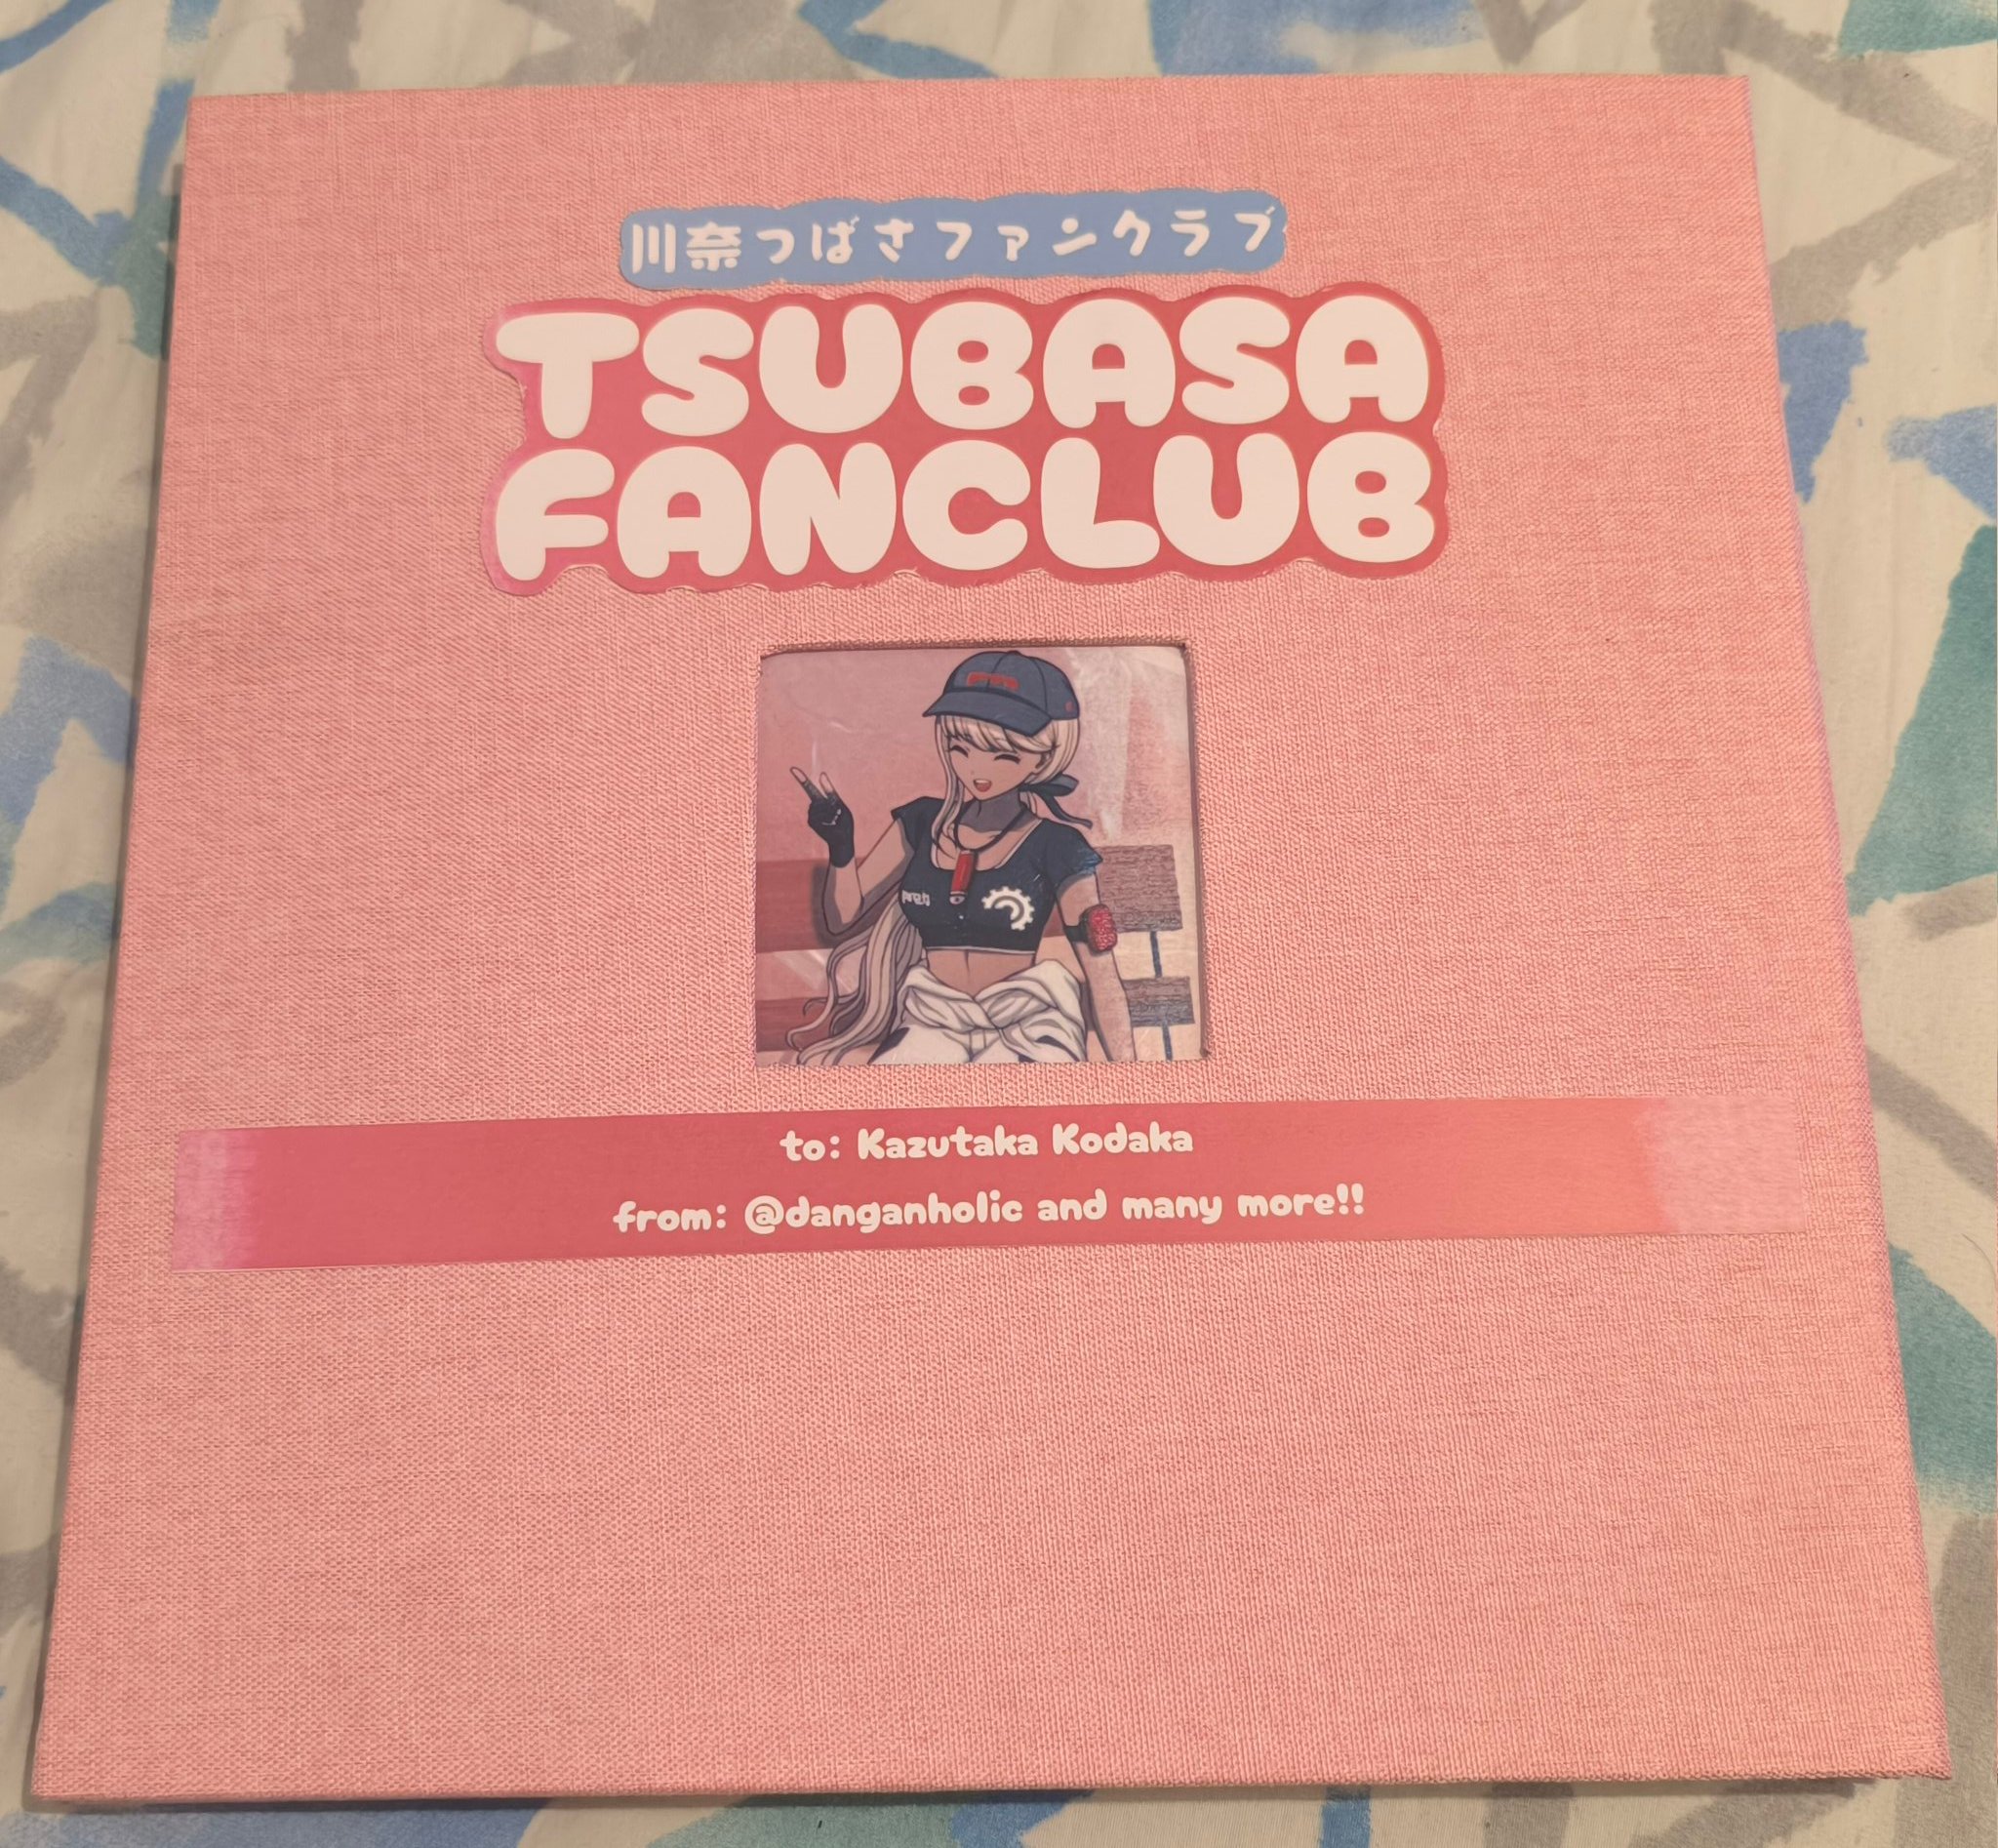 川奈つばさファンクラブ
TSUBASA
FANCLUB
to: Kazutaka Kodaka
from: @danganholic and many more!!